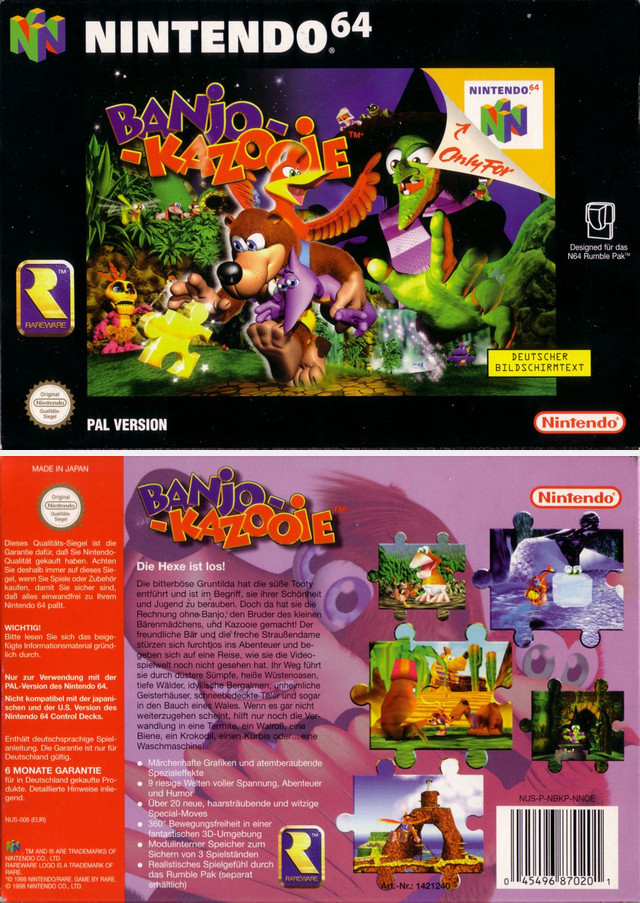 NINTENDO64
BANJO-
-KAZOOIE™
NINTENDO64
Only For
Designed für das
N64 Rumble Pak™
RAREWARE
DEUTSCHER
BILDSCHIRMTEXT
Original
Nintendo
Qualitäts-
Siegel
PAL VERSION
Nintendo®
MADE IN JAPAN
Original
Nintendo
Qualitäts-
Siegel
Dieses Qualitäts-Siegel ist die
Garantie dafür, daß Sie Nintendo-
Qualität gekauft haben. Achten
Sie deshalb immer auf dieses Sie-
gel, wenn Sie Spiele oder Zubehör
kaufen, damit Sie sicher sind,
daß alles einwandfrei zu Ihrem
Nintendo 64 paßt.
WICHTIG!
Bitte lesen Sie sich das beige-
fügte Informationsmaterial gründ-
lich durch.
Nur zur Verwendung mit der
PAL-Version des Nintendo 64.
Nicht kompatibel mit der japani-
schen und der U.S. Version des
Nintendo 64 Control Decks.
Enthält deutschsprachige Spiel-
anleitung. Die Garantie ist nur für
Deutschland gültig.
6 MONATE GARANTIE
für in Deutschland gekaufte Pro-
dukte. Detaillierte Hinweise inlie-
gend.
NUS-006 (EUR)
TM AND ® ARE TRADEMARKS OF
NINTENDO CO., LTD.
RAREWARE LOGO IS A TRADEMARK OF
RARE.
©1998 NINTENDO/RARE. GAME BY RARE.
© 1998 NINTENDO CO., LTD.
BANJO-
-KAZOOIE™
Nintendo®
Die Hexe ist los!
Die bitterböse Gruntilda hat die süße Tooty
entführt und ist im Begriff, sie ihrer Schönheit
und Jugend zu berauben. Doch da hat sie die
Rechnung ohne Banjo, den Bruder des kleinen
Bärenmädchens, und Kazooie gemacht! Der
freundliche Bär und die freche Straußendame
stürzen sich furchtlos ins Abenteuer und be-
geben sich auf eine Reise, wie sie die Video-
spielwelt noch nicht gesehen hat. Ihr Weg führt
sie durch düstere Sümpfe, heiße Wüstenoasen,
tiefe Wälder, idyllische Bergalmen, unheimliche
Geisterhäuser, schneebedeckte Täler und sogar
in den Bauch eines Wales. Wenn es gar nicht
weiterzugehen scheint, hilft nur noch die Ver-
wandlung in eine Termite, ein Walroß, eine
Biene, ein Krokodil, einen Kürbis oder... eine
Waschmaschine!
• Märchenhafte Grafiken und atemberaubende
Spezialeffekte
• 9 riesige Welten voller Spannung, Abenteuer
und Humor
• Über 20 neue, haarsträubende und witzige
Special-Moves
• 360° Bewegungsfreiheit in einer
fantastischen 3D-Umgebung
• Modulinterner Speicher zum
Sichern von 3 Spielständen
• Realistisches Spielgefühl durch
das Rumble Pak (separat
erhältlich)
RAREWARE
Art.-Nr.: 1421240
NUS-P-NBKP-NNOE
0 45496 87020 1